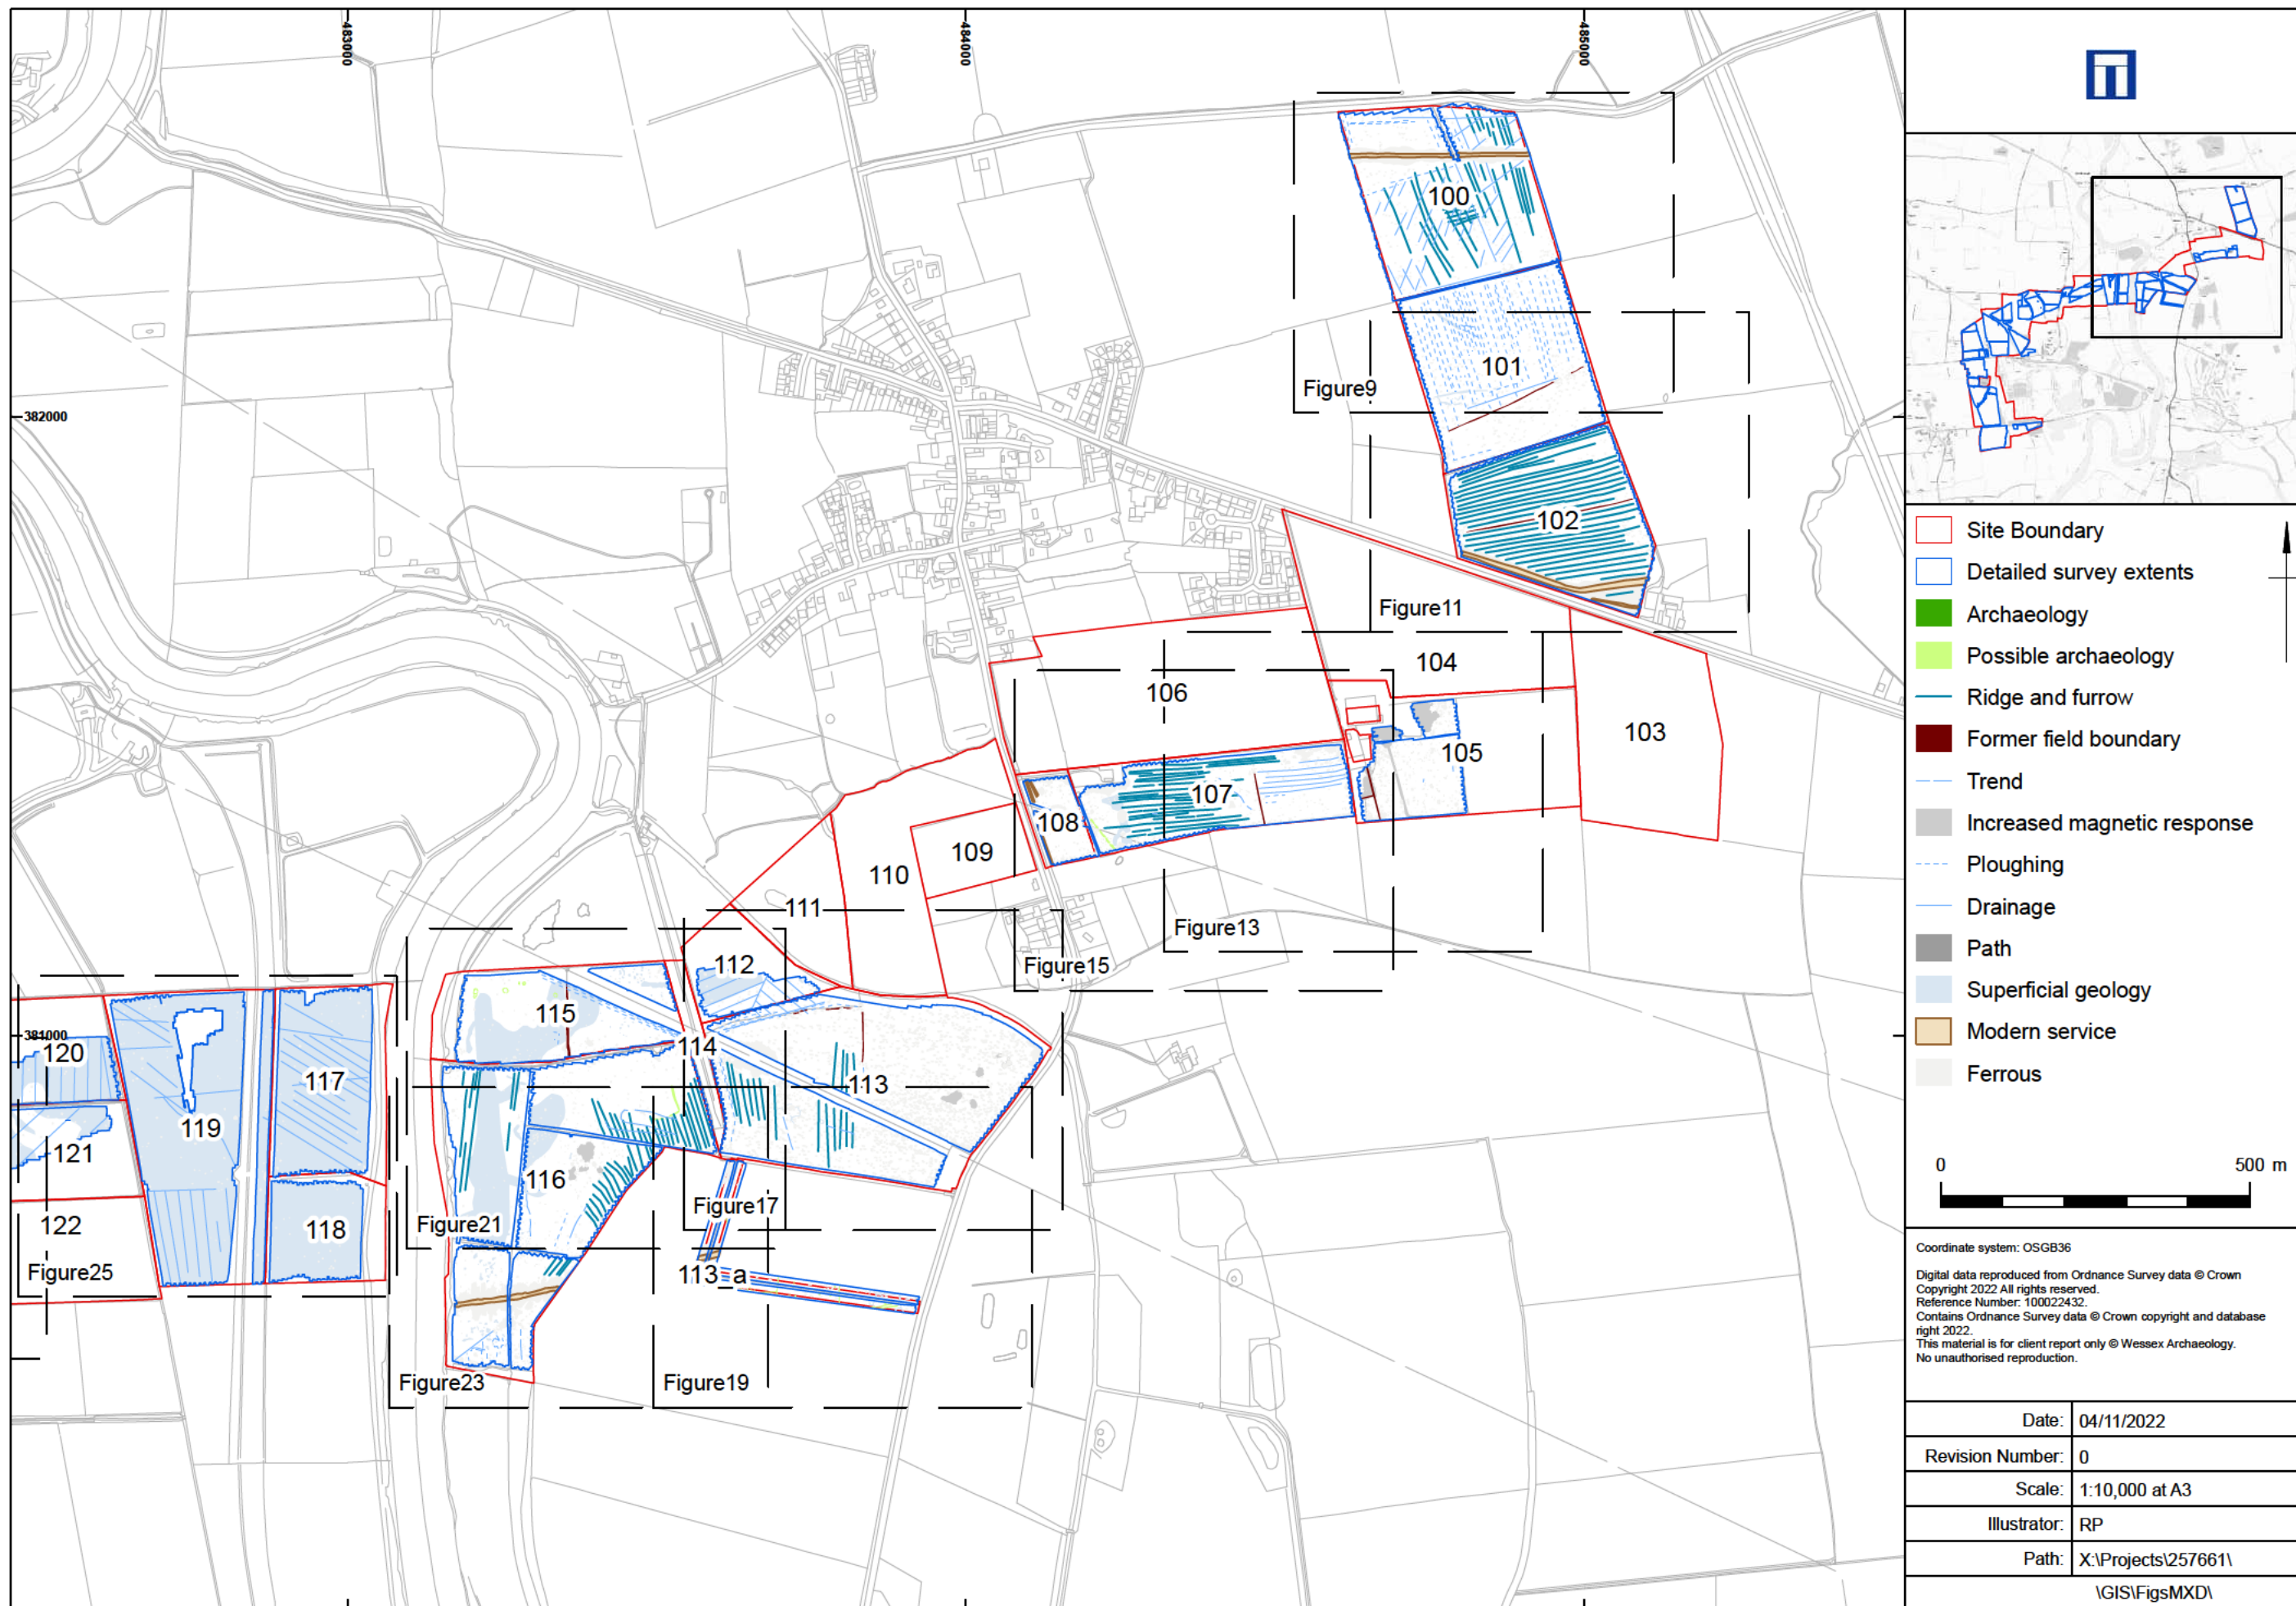 483000
484000
485000
382000
381000
100
101
Figure9
102
Figure11
104
106
103
105
107
108
109
110
111
Figure13
Figure15
112
115
114
113
120
117
119
121
116
118
122
Figure21
Figure17
Figure25
113_a
Figure23
Figure19
Site Boundary
Detailed survey extents
Archaeology
Possible archaeology
Ridge and furrow
Former field boundary
Trend
Increased magnetic response
Ploughing
Drainage
Path
Superficial geology
Modern service
Ferrous
0 500 m
Coordinate system: OSGB36
Digital data reproduced from Ordnance Survey data © Crown
Copyright 2022 All rights reserved.
Reference Number: 100022432.
Contains Ordnance Survey data © Crown copyright and database
right 2022.
This material is for client report only © Wessex Archaeology.
No unauthorised reproduction.
Date: 04/11/2022
Revision Number: 0
Scale: 1:10,000 at A3
Illustrator: RP
Path: X:\Projects\257661\
\GIS\FigsMXD\